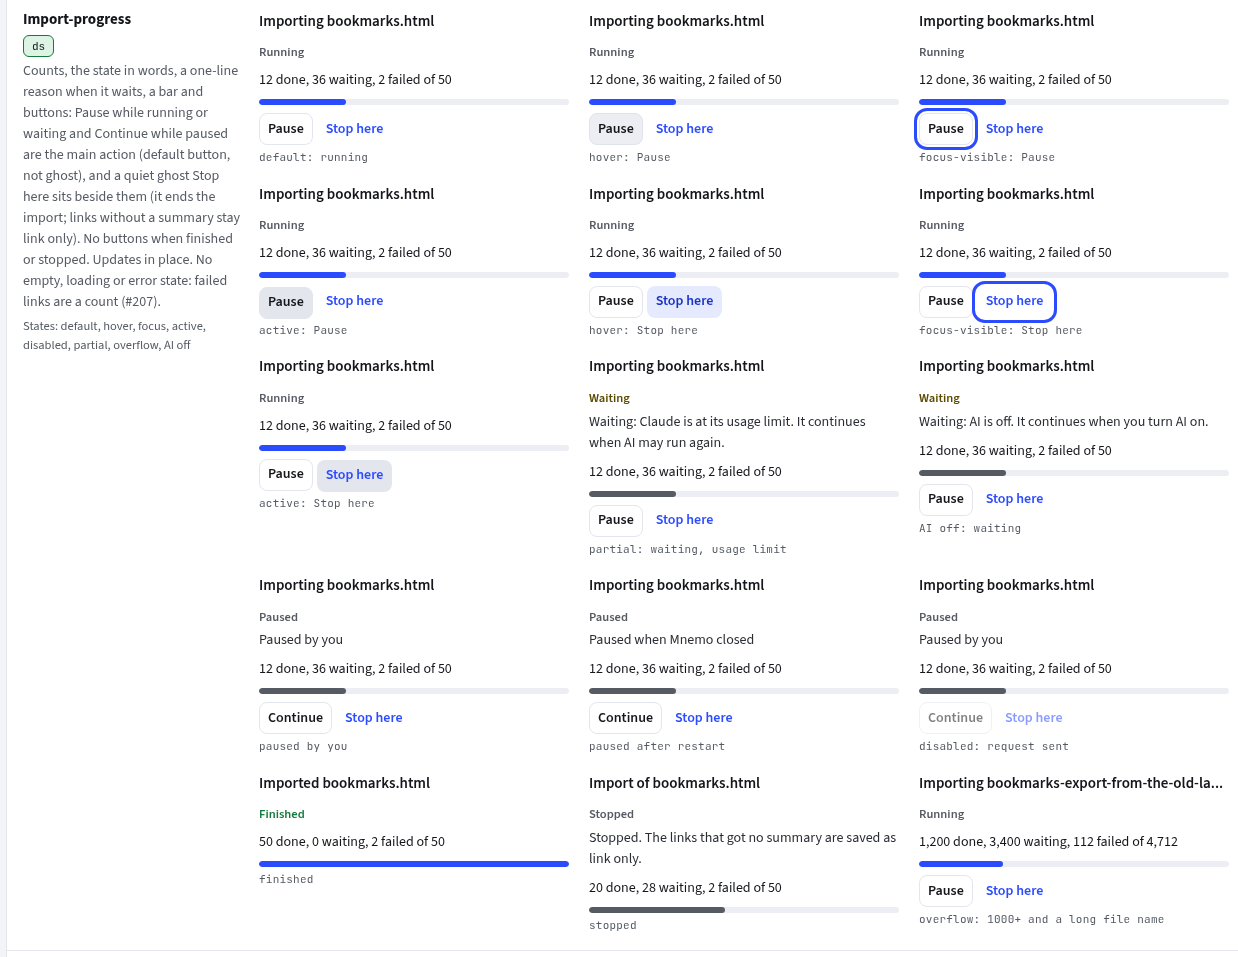 Import-progress
ds
Counts, the state in words, a one-line
reason when it waits, a bar and
buttons: Pause while running or
waiting and Continue while paused
are the main action (default button,
not ghost), and a quiet ghost Stop
here sits beside them (it ends the
import; links without a summary stay
link only). No buttons when finished
or stopped. Updates in place. No
empty, loading or error state: failed
links are a count (#207).
States: default, hover, focus, active,
disabled, partial, overflow, AI off
Importing bookmarks.html
Running
12 done, 36 waiting, 2 failed of 50
Pause Stop here
default: running
Importing bookmarks.html
Running
12 done, 36 waiting, 2 failed of 50
Pause Stop here
hover: Pause
Importing bookmarks.html
Running
12 done, 36 waiting, 2 failed of 50
Pause Stop here
focus-visible: Pause
Importing bookmarks.html
Running
12 done, 36 waiting, 2 failed of 50
Pause Stop here
active: Pause
Importing bookmarks.html
Running
12 done, 36 waiting, 2 failed of 50
Pause Stop here
hover: Stop here
Importing bookmarks.html
Running
12 done, 36 waiting, 2 failed of 50
Pause Stop here
focus-visible: Stop here
Importing bookmarks.html
Running
12 done, 36 waiting, 2 failed of 50
Pause Stop here
active: Stop here
Importing bookmarks.html
Waiting
Waiting: Claude is at its usage limit. It continues
when AI may run again.
12 done, 36 waiting, 2 failed of 50
Pause Stop here
partial: waiting, usage limit
Importing bookmarks.html
Waiting
Waiting: AI is off. It continues when you turn AI on.
12 done, 36 waiting, 2 failed of 50
Pause Stop here
AI off: waiting
Importing bookmarks.html
Paused
Paused by you
12 done, 36 waiting, 2 failed of 50
Continue Stop here
paused by you
Importing bookmarks.html
Paused
Paused when Mnemo closed
12 done, 36 waiting, 2 failed of 50
Continue Stop here
paused after restart
Importing bookmarks.html
Paused
Paused by you
12 done, 36 waiting, 2 failed of 50
Continue Stop here
disabled: request sent
Imported bookmarks.html
Finished
50 done, 0 waiting, 2 failed of 50
finished
Import of bookmarks.html
Stopped
Stopped. The links that got no summary are saved as
link only.
20 done, 28 waiting, 2 failed of 50
stopped
Importing bookmarks-export-from-the-old-la...
Running
1,200 done, 3,400 waiting, 112 failed of 4,712
Pause Stop here
overflow: 1000+ and a long file name